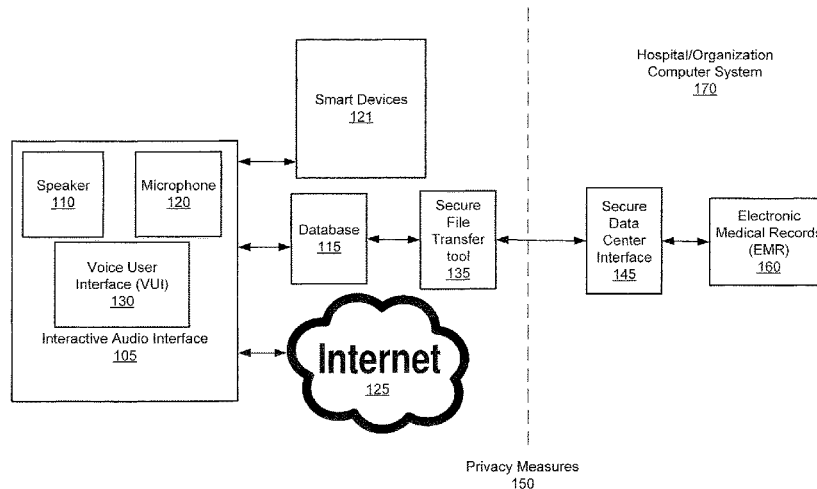 Hospital/Organization
Computer System
170
Smart Devices
121
Speaker
110
Microphone
120
Voice User
Interface (VUI)
130
Interactive Audio Interface
105
Database
115
Secure
File
Transfer
tool
135
Secure
Data
Center
Interface
145
Electronic
Medical Records
(EMR)
160
Internet
125
Privacy Measures
150